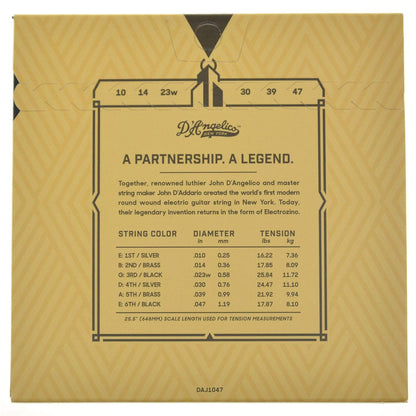 10 14 23w 30 39 47
D'Angelico
NEW YORK
A PARTNERSHIP. A LEGEND.
Together, renowned luthier John D'Angelico and master
string maker John D'Addario created the world's first modern
round wound electric guitar string in New York. Today,
their legendary invention returns in the form of Electrozinc.
STRING COLOR DIAMETER TENSION
in mm lbs kg
E: 1ST / SILVER .010 0.25 16.22 7.36
B: 2ND / BRASS .014 0.36 17.85 8.09
G: 3RD / BLACK .023w 0.58 25.84 11.72
D: 4TH / SILVER .030 0.76 24.47 11.10
A: 5TH / BRASS .039 0.99 21.92 9.94
E: 6TH / BLACK .047 1.19 17.87 8.10
25.5" (648MM) SCALE LENGTH USED FOR TENSION MEASUREMENTS
DAJ1047